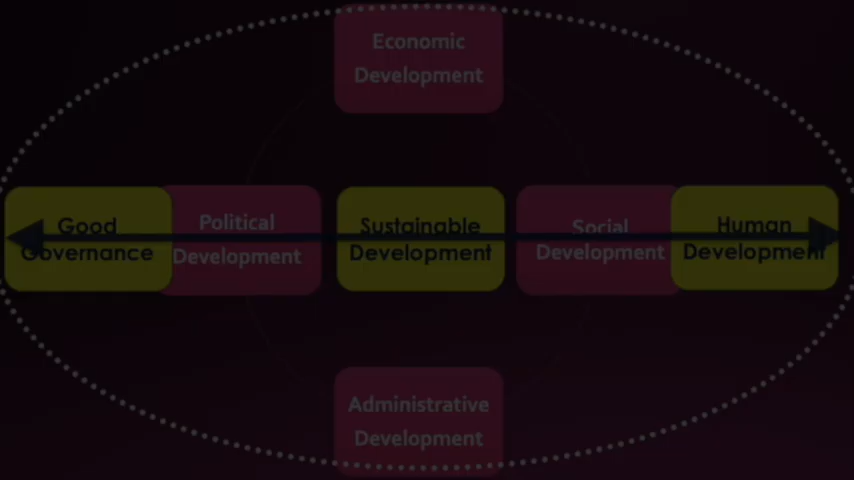 Economic
Development
Good
Governance
Political
Development
Sustainable
Development
Social
Development
Human
Development
Administrative
Development